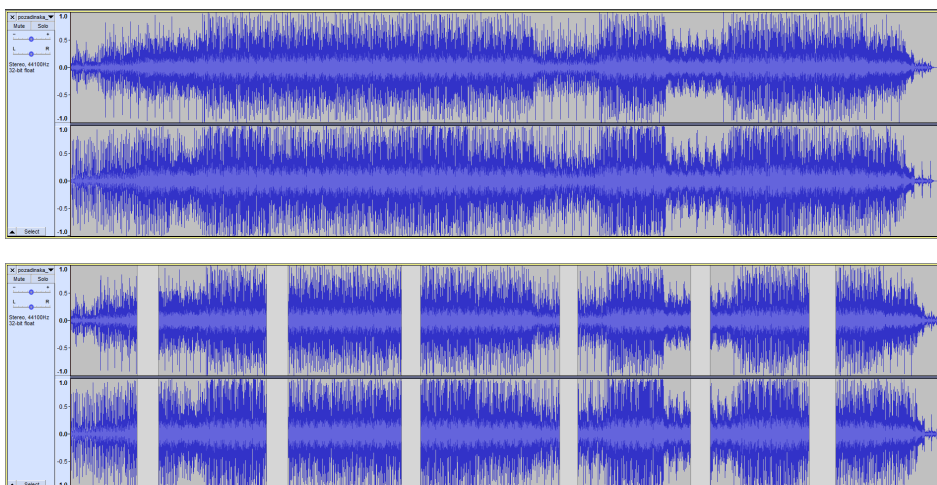 × pozadinska_▼ 1.0
Mute Solo
- +
0.5-
L R
Stereo, 44100Hz 0.0-
32-bit float
-0.5-
-1.0
1.0
0.5-
0.0-
-0.5-
▲ Select -1.0
× pozadinska_▼ 1.0
Mute Solo
- +
0.5-
L R
Stereo, 44100Hz 0.0-
32-bit float
-0.5-
-1.0
1.0
0.5-
0.0-
-0.5-
Select -1.0